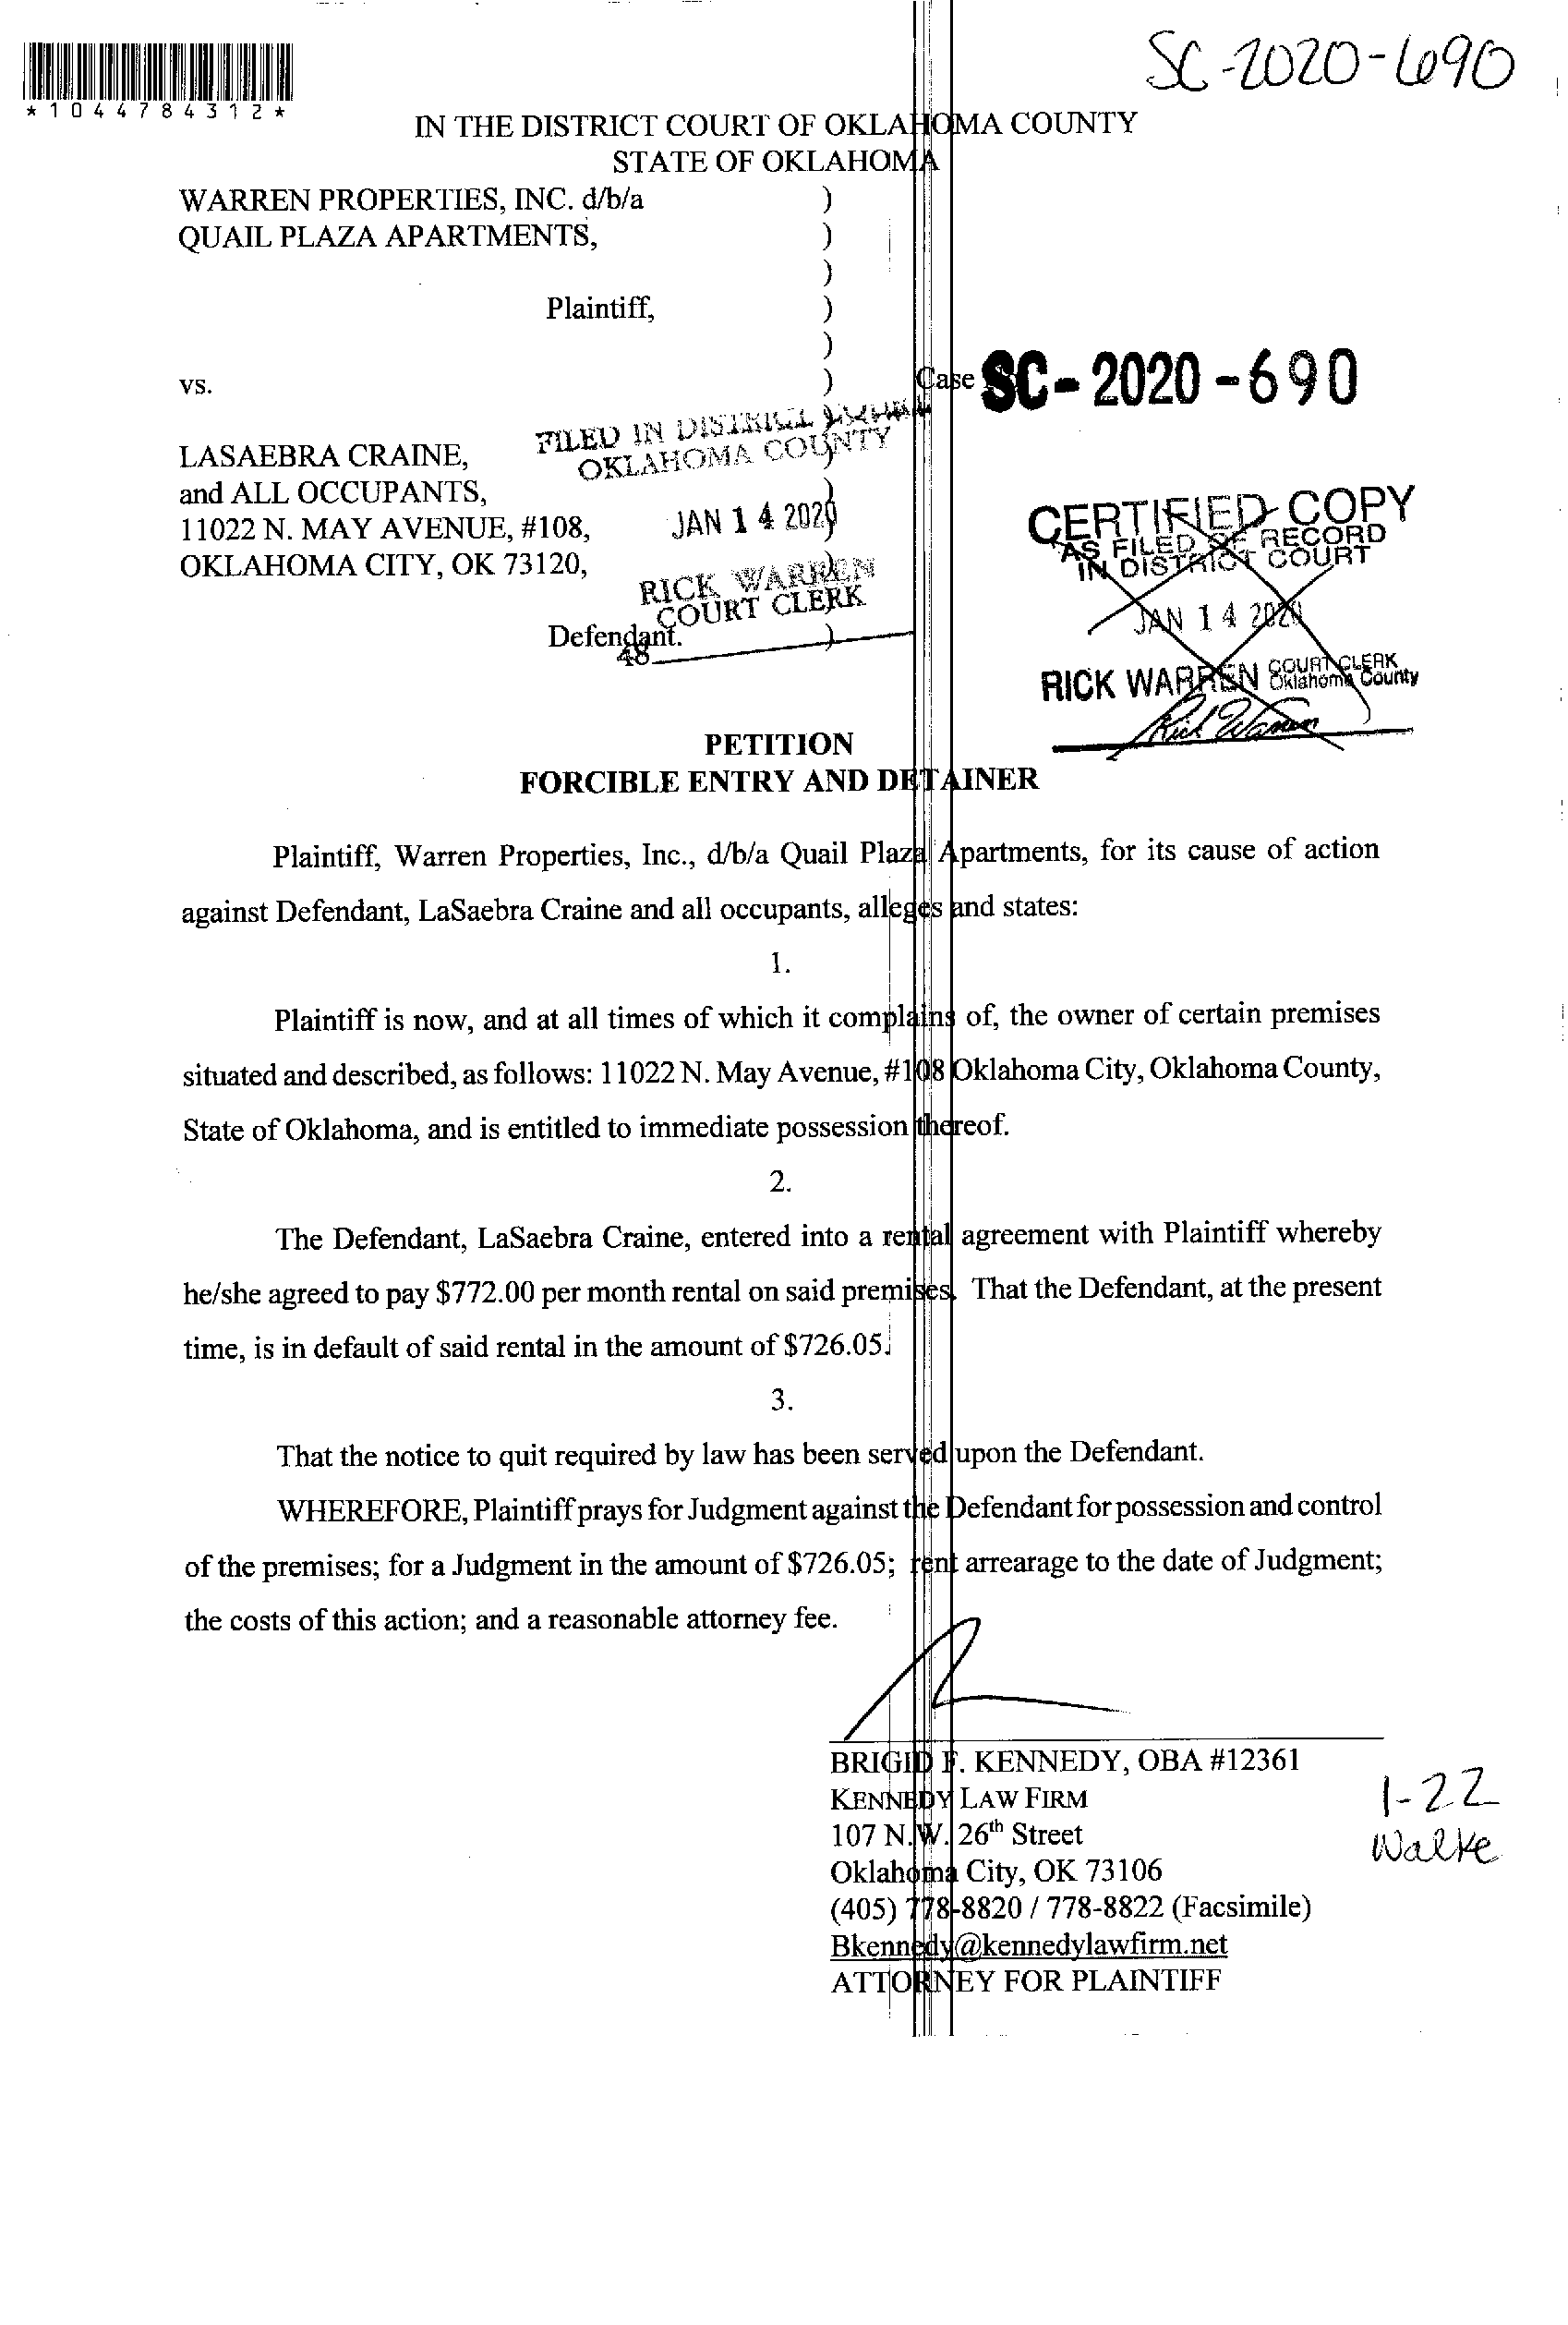 SC-2020-690
*1044784312*
IN THE DISTRICT COURT OF OKLAHOMA COUNTY
STATE OF OKLAHOMA
WARREN PROPERTIES, INC. d/b/a )
QUAIL PLAZA APARTMENTS, )
)
Plaintiff, )
)
vs. ) Case SC-2020-690
FILED IN DISTRICT COURT
OKLAHOMA COUNTY
LASAEBRA CRAINE, )
and ALL OCCUPANTS, )
11022 N. MAY AVENUE, #108,
JAN 14 2020
OKLAHOMA CITY, OK 73120, )
RICK WARREN
COURT CLERK
Defendant. )
48
CERTIFIED COPY
AS FILED OF RECORD
IN DISTRICT COURT
JAN 14 2020
RICK WARREN COURT CLERK
Oklahoma County
Rick Warren
PETITION
FORCIBLE ENTRY AND DETAINER
Plaintiff, Warren Properties, Inc., d/b/a Quail Plaza Apartments, for its cause of action
against Defendant, LaSaebra Craine and all occupants, alleges and states:
1.
Plaintiff is now, and at all times of which it complains of, the owner of certain premises
situated and described, as follows: 11022 N. May Avenue, #108 Oklahoma City, Oklahoma County,
State of Oklahoma, and is entitled to immediate possession thereof.
2.
The Defendant, LaSaebra Craine, entered into a rental agreement with Plaintiff whereby
he/she agreed to pay $772.00 per month rental on said premises. That the Defendant, at the present
time, is in default of said rental in the amount of $726.05.
3.
That the notice to quit required by law has been served upon the Defendant.
WHEREFORE, Plaintiff prays for Judgment against the Defendant for possession and control
of the premises; for a Judgment in the amount of $726.05; rent arrearage to the date of Judgment;
the costs of this action; and a reasonable attorney fee.
BRIGID F. KENNEDY, OBA #12361
KENNEDY LAW FIRM
107 N.W. 26th Street
Oklahoma City, OK 73106
(405) 778-8820 / 778-8822 (Facsimile)
Bkennedy@kennedylawfirm.net
ATTORNEY FOR PLAINTIFF
1-22
Walke